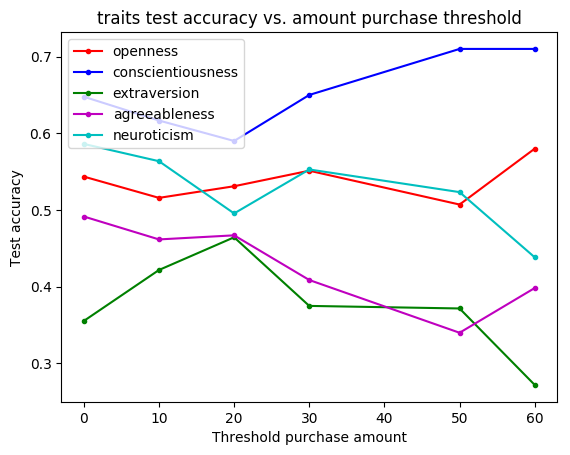 traits test accuracy vs. amount purchase threshold
openness
conscientiousness
extraversion
agreeableness
neuroticism
0.7
0.6
0.5
0.4
0.3
Test accuracy
0 10 20 30 40 50 60
Threshold purchase amount